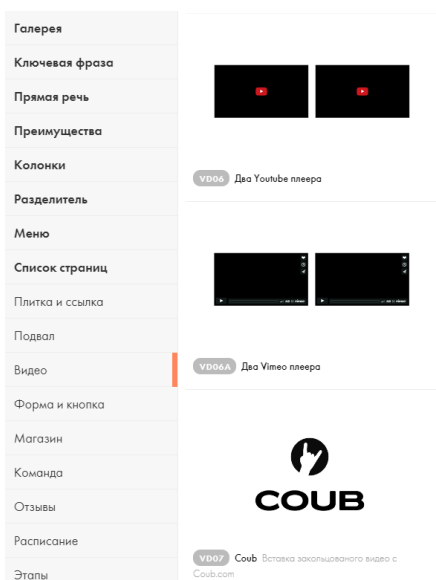 Галерея
Ключевая фраза
Прямая речь
Преимущества
Колонки
Разделитель
Меню
Список страниц
Плитка и ссылка
Подвал
Видео
Форма и кнопка
Магазин
Команда
Отзывы
Расписание
Этапы
VD06 Два Youtube плеера
VD06A Два Vimeo плеера
COUB
VD07 Coub Вставка закольцованого видео с
Coub.com